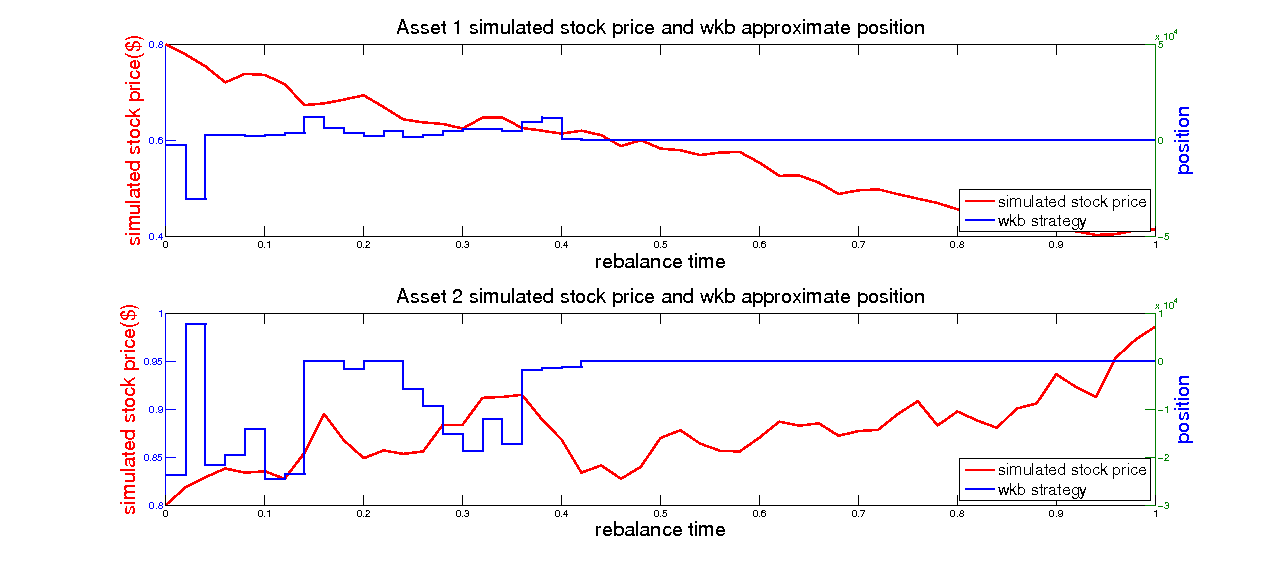 Asset 1 simulated stock price and wkb approximate position
x 10^4
simulated stock price($)
0.8
0.6
0.4
5
0
-5
position
simulated stock price
wkb strategy
0 0.1 0.2 0.3 0.4 0.5 0.6 0.7 0.8 0.9 1
rebalance time
Asset 2 simulated stock price and wkb approximate position
x 10^4
simulated stock price($)
1
0.95
0.9
0.85
0.8
1
0
-1
-2
-3
position
simulated stock price
wkb strategy
0 0.1 0.2 0.3 0.4 0.5 0.6 0.7 0.8 0.9 1
rebalance time